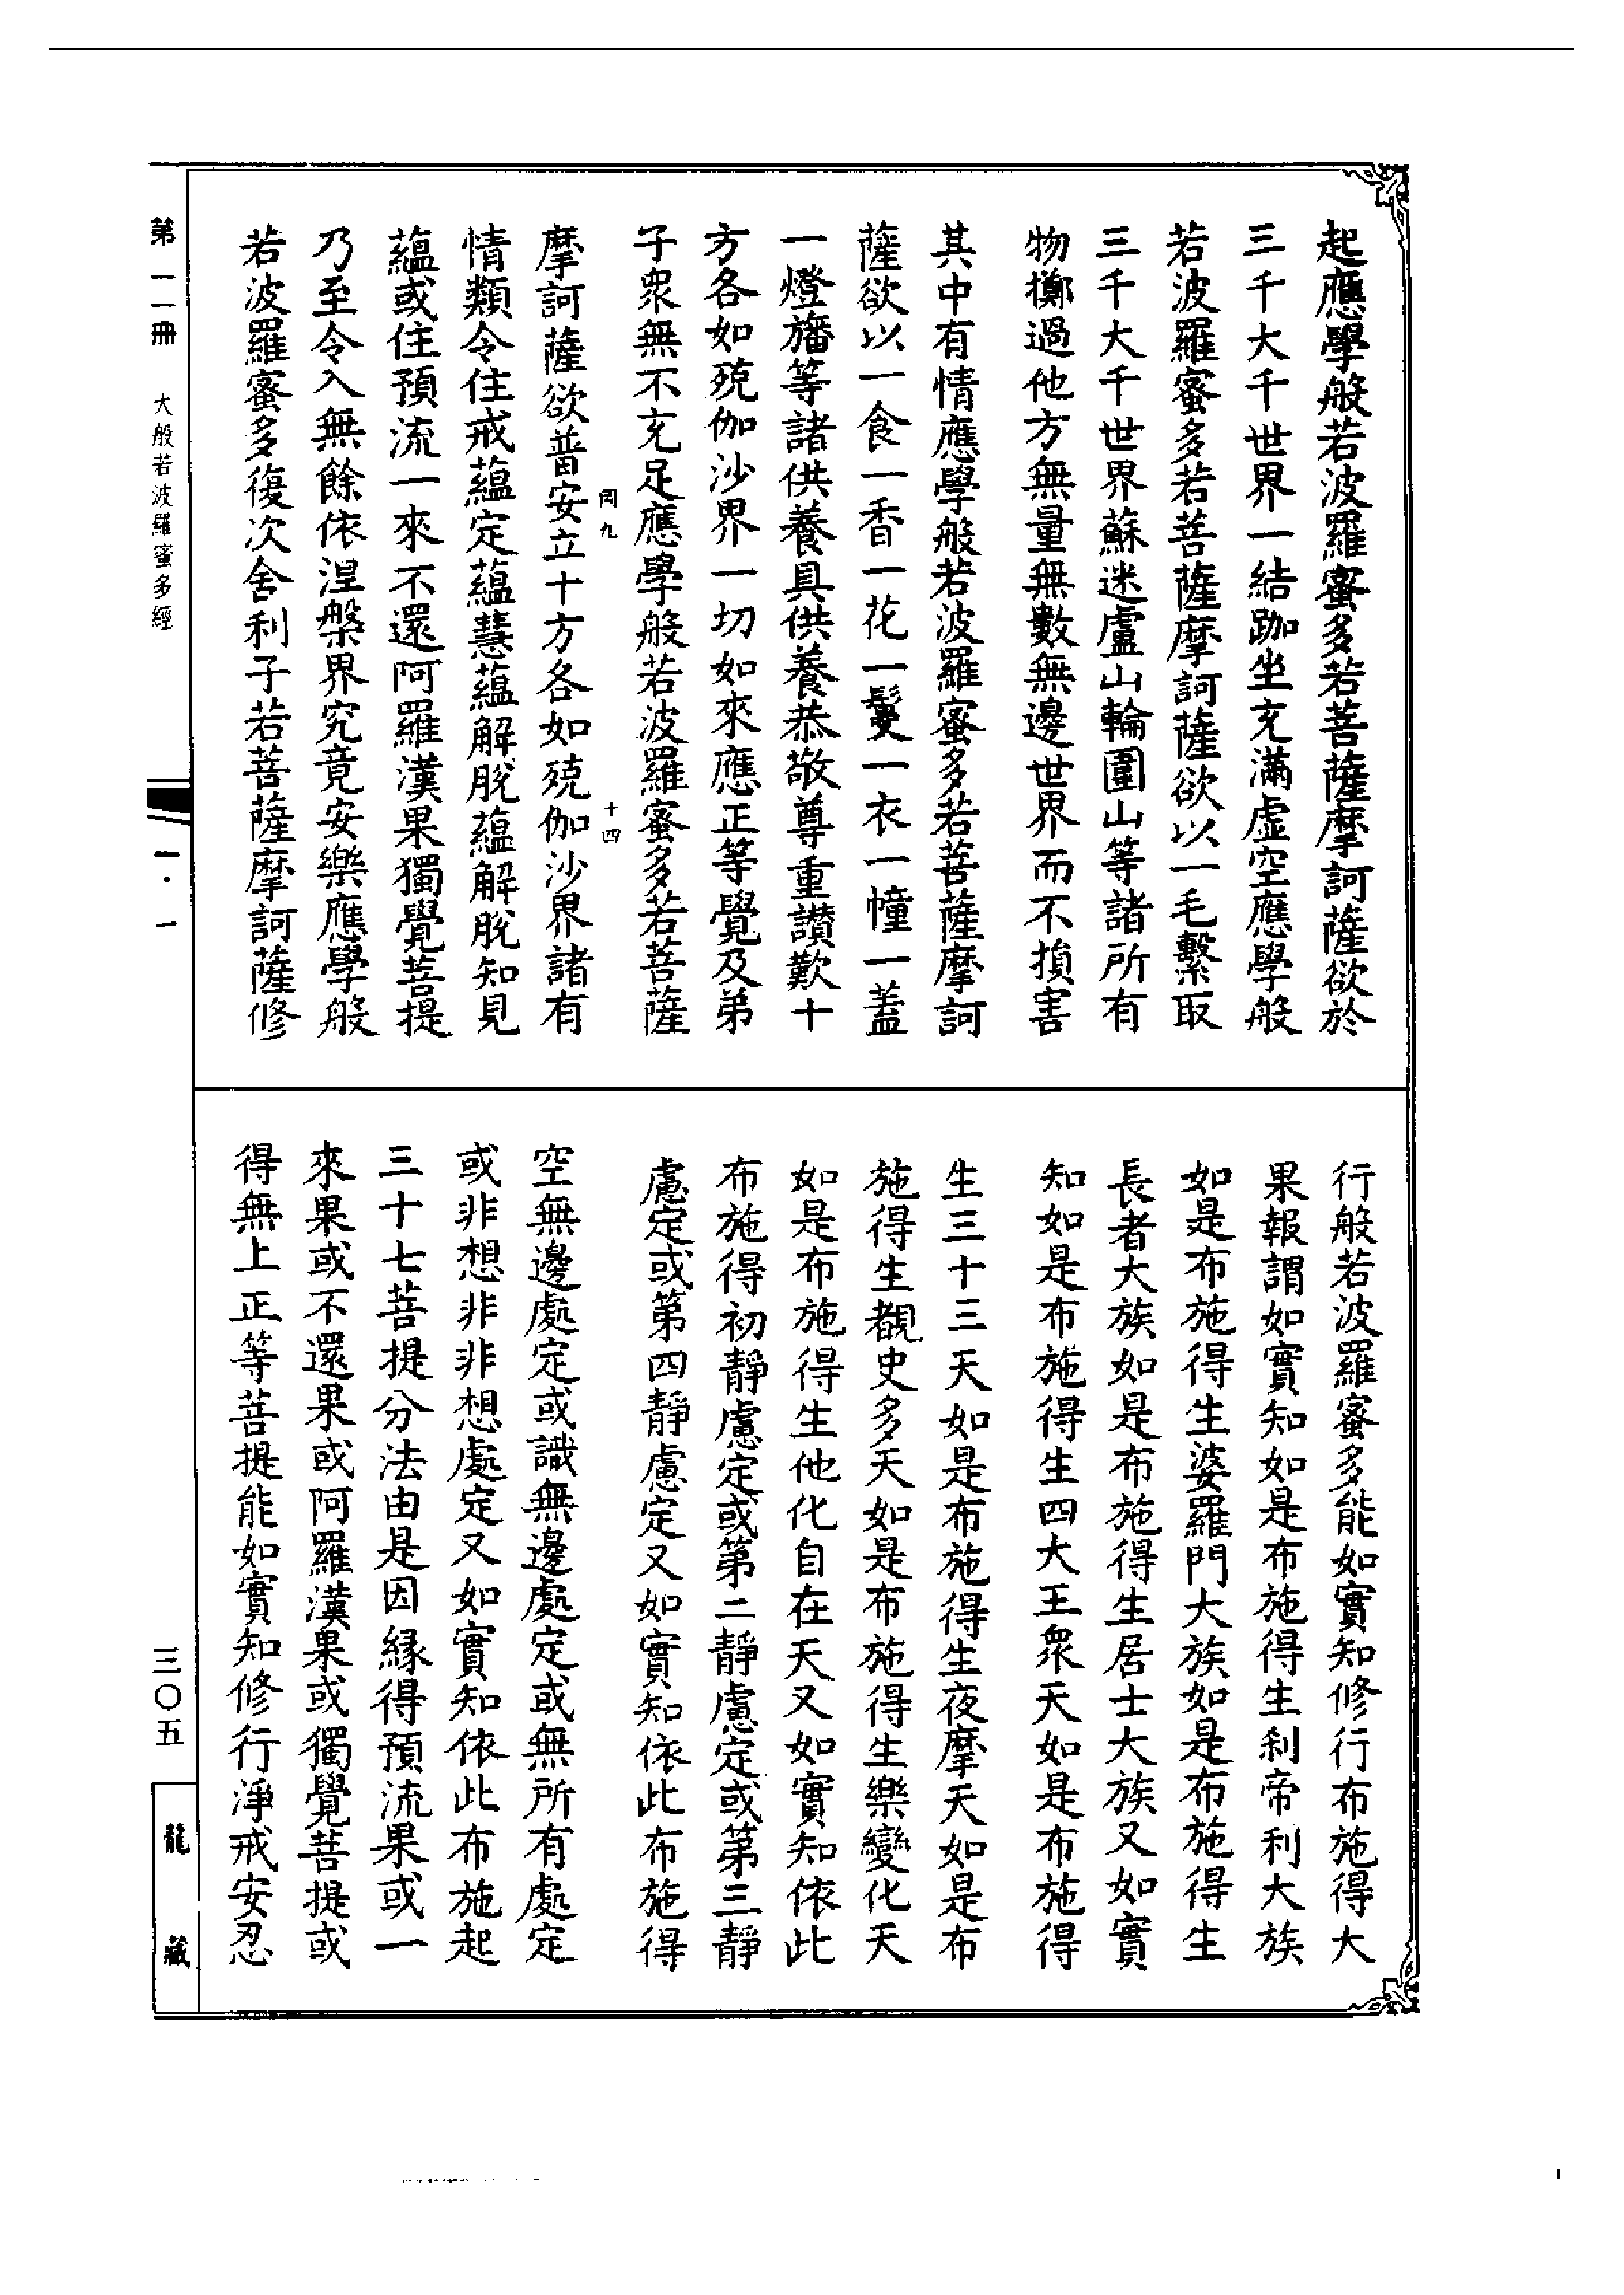 起應學般若波羅蜜多若菩薩摩訶薩欲於
三千大千世界一結跏坐充滿虛空應學般
若波羅蜜多若菩薩摩訶薩欲以一毛繫取
三千大千世界蘇迷盧山輪圍山等諸所有
物擲過他方無量無數無邊世界而不損害
其中有情應學般若波羅蜜多若菩薩摩訶
薩欲以一食一香一花一鬘一衣一幢一蓋
一燈旛等諸供養具供養恭敬尊重讚歎十
方各如殑伽沙界一切如來應正等覺及弟
子衆無不充足應學般若波羅蜜多若菩薩
摩訶薩欲普安立十方各如殑伽沙界諸有
情類令住戒蘊定蘊慧蘊解脫蘊解脫知見
蘊或住預流一來不還阿羅漢果獨覺菩提
乃至令入無餘依涅槃界究竟安樂應學般
若波羅蜜多復次舍利子若菩薩摩訶薩修
行般若波羅蜜多能如實知修行布施得大
果報謂如實知如是布施得生刹帝利大族
如是布施得生婆羅門大族如是布施得生
長者大族如是布施得生居士大族又如實
知如是布施得生四大王衆天如是布施得
生三十三天如是布施得生夜摩天如是布
施得生覩史多天如是布施得生樂變化天
如是布施得生他化自在天又如實知依此
布施得初靜慮定或第二靜慮定或第三靜
慮定或第四靜慮定又如實知依此布施得
空無邊處定或識無邊處定或無所有處定
或非想非非想處定又如實知依此布施起
三十七菩提分法由是因緣得預流果或一
來果或不還果或阿羅漢果或獨覺菩提或
得無上正等菩提能如實知修行淨戒安忍
九
十四
第二冊
大般若波羅蜜多經
一·一
三〇五
龍藏